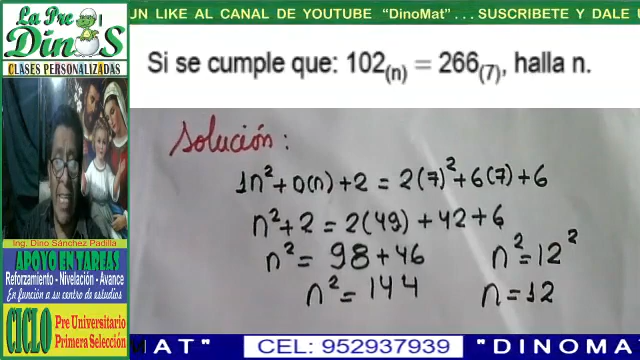 La Pre
DinoS
CLASES PERSONALIZADAS
UN LIKE AL CANAL DE YOUTUBE "DinoMat"... SUSCRIBETE Y DALE
Si se cumple que: 102(n) = 266(7), halla n.
Solución:
1n² + 0(n) + 2 = 2(7)² + 6(7) + 6
n² + 2 = 2(49) + 42 + 6
n² = 98 + 46
n² = 12²
n² = 144
n = 12
Ing. Dino Sánchez Padilla
APOYO EN TAREAS
Reforzamiento - Nivelación - Avance
En función a su centro de estudios
CICLO Pre Universitario
Primera Selección
MAT"
CEL: 952937939
"DINOMA